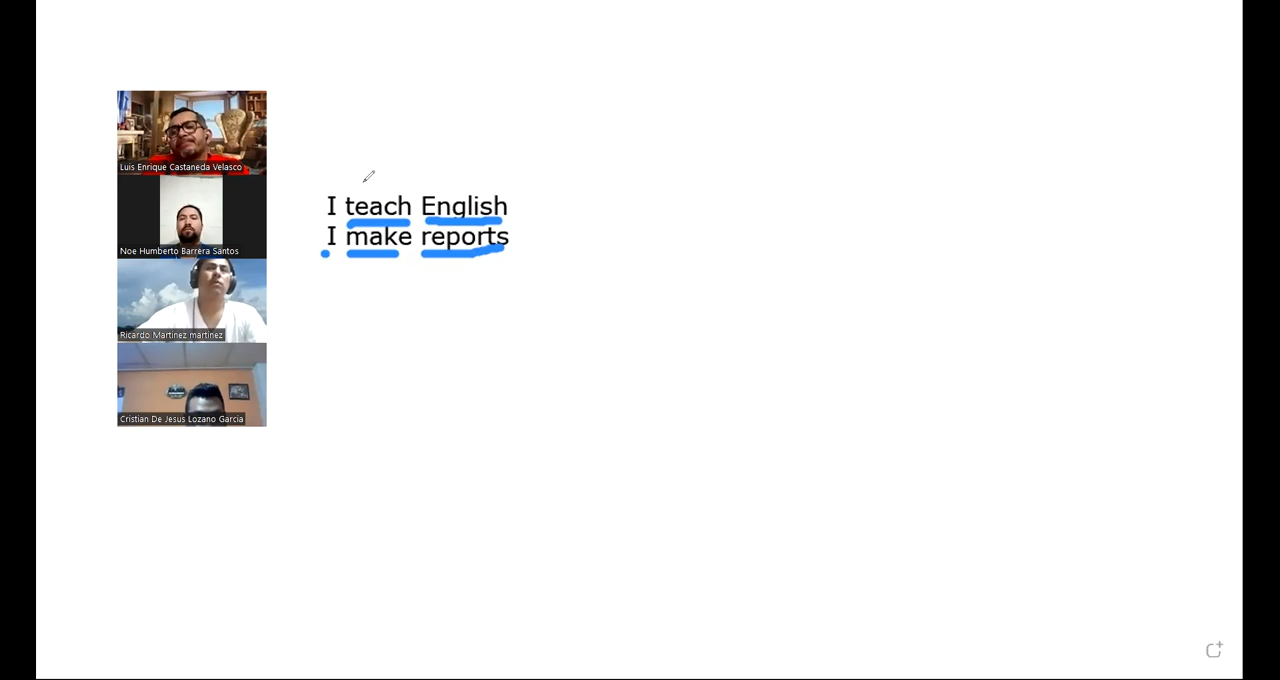 Luis Enrique Castaneda Velasco
Noe Humberto Barrera Santos
Ricardo Martinez martinez
Cristian De Jesus Lozano Garcia
I teach English
I make reports